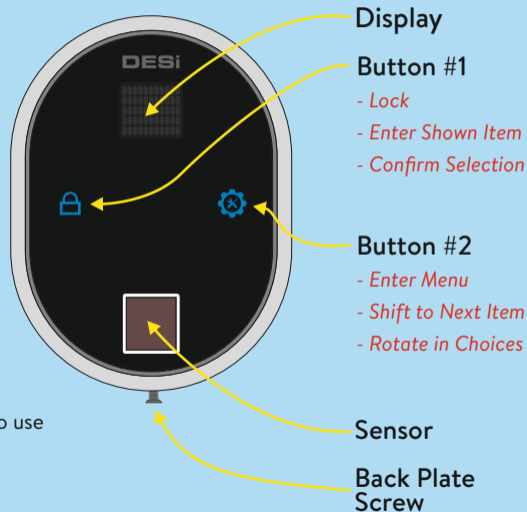 Display
DESi
Button #1
- Lock
- Enter Shown Item
- Confirm Selection
Button #2
- Enter Menu
- Shift to Next Item
- Rotate in Choices
o use
Sensor
Back Plate
Screw